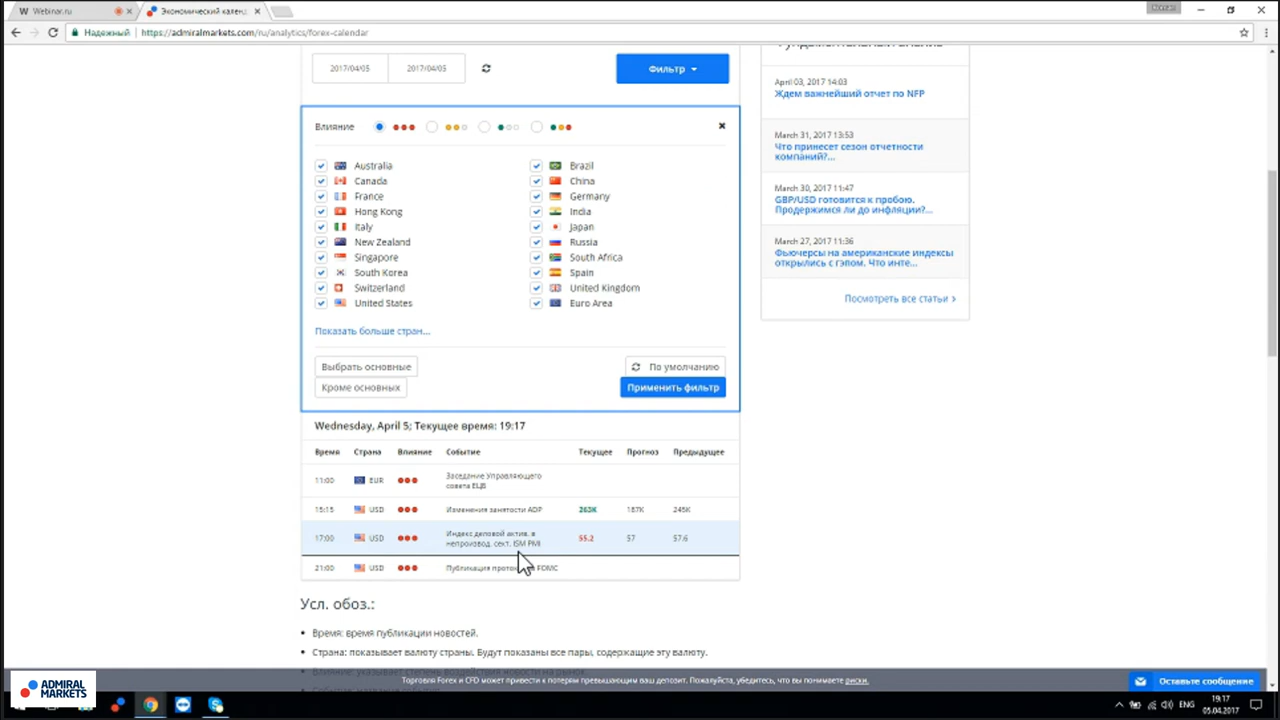 Webinar.ru
Экономический календ
Надежный
https://admiralmarkets.com/ru/analytics/forex-calendar
2017/04/05
2017/04/05
Фильтр
Влияние
Australia
Brazil
Canada
China
France
Germany
Hong Kong
India
Italy
Japan
New Zealand
Russia
Singapore
South Africa
South Korea
Spain
Switzerland
United Kingdom
United States
Euro Area
Показать больше стран...
Выбрать основные
По умолчанию
Кроме основных
Применить фильтр
Wednesday, April 5; Текущее время: 19:17
Время Страна Влияние Событие Текущее Прогноз Предыдущее
11:00 EUR Заседание Управляющего
совета ЕЦБ
15:15 USD Изменения занятости ADP 263K 187K 245K
17:00 USD Индекс деловой актив. в
непроизвод. сект. ISM PMI 55.2 57 57.6
21:00 USD Публикация FOMC
April 03, 2017 14:03
Ждем важнейший отчет по NFP
March 31, 2017 13:53
Что принесет сезон отчетности
компаний?...
March 30, 2017 11:47
GBP/USD готовится к пробою.
Продержимся ли до инфляции?...
March 27, 2017 11:36
Фьючерсы на американские индексы
открылись с гэпом. Что инте...
Посмотреть все статьи
Усл. обоз.:
Время: время публикации новостей.
Страна: показывает валюту страны. Будут показаны все пары, содержащие эту валюту.
Торговля Forex и CFD может привести к потерям превышающим ваш депозит. Пожалуйста, убедитесь, что вы понимаете риски.
Оставьте сообщение
ADMIRAL
MARKETS
ENG
19:17
05.04.2017